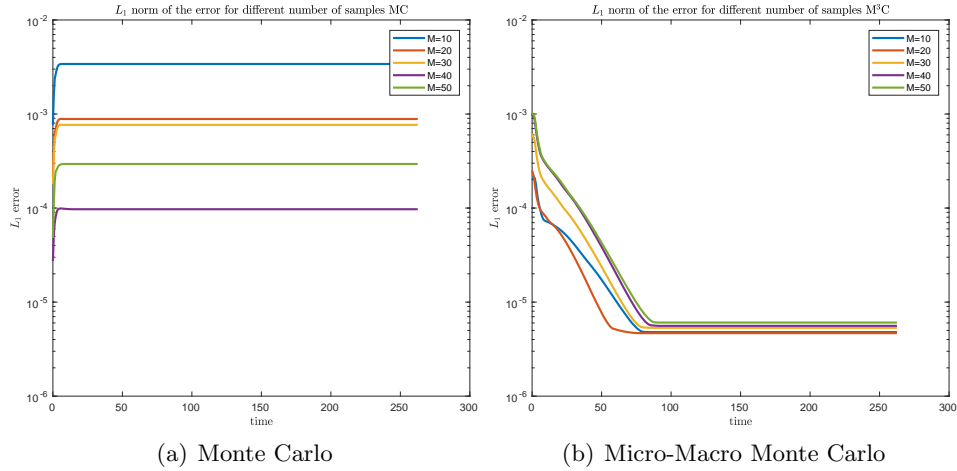 L₁ norm of the error for different number of samples MC
10⁻²
10⁻³
10⁻⁴
10⁻⁵
10⁻⁶
L₁ error
M=10
M=20
M=30
M=40
M=50
0 50 100 150 200 250 300
time
(a) Monte Carlo
L₁ norm of the error for different number of samples M³C
10⁻²
10⁻³
10⁻⁴
10⁻⁵
10⁻⁶
L₁ error
M=10
M=20
M=30
M=40
M=50
0 50 100 150 200 250 300
time
(b) Micro-Macro Monte Carlo